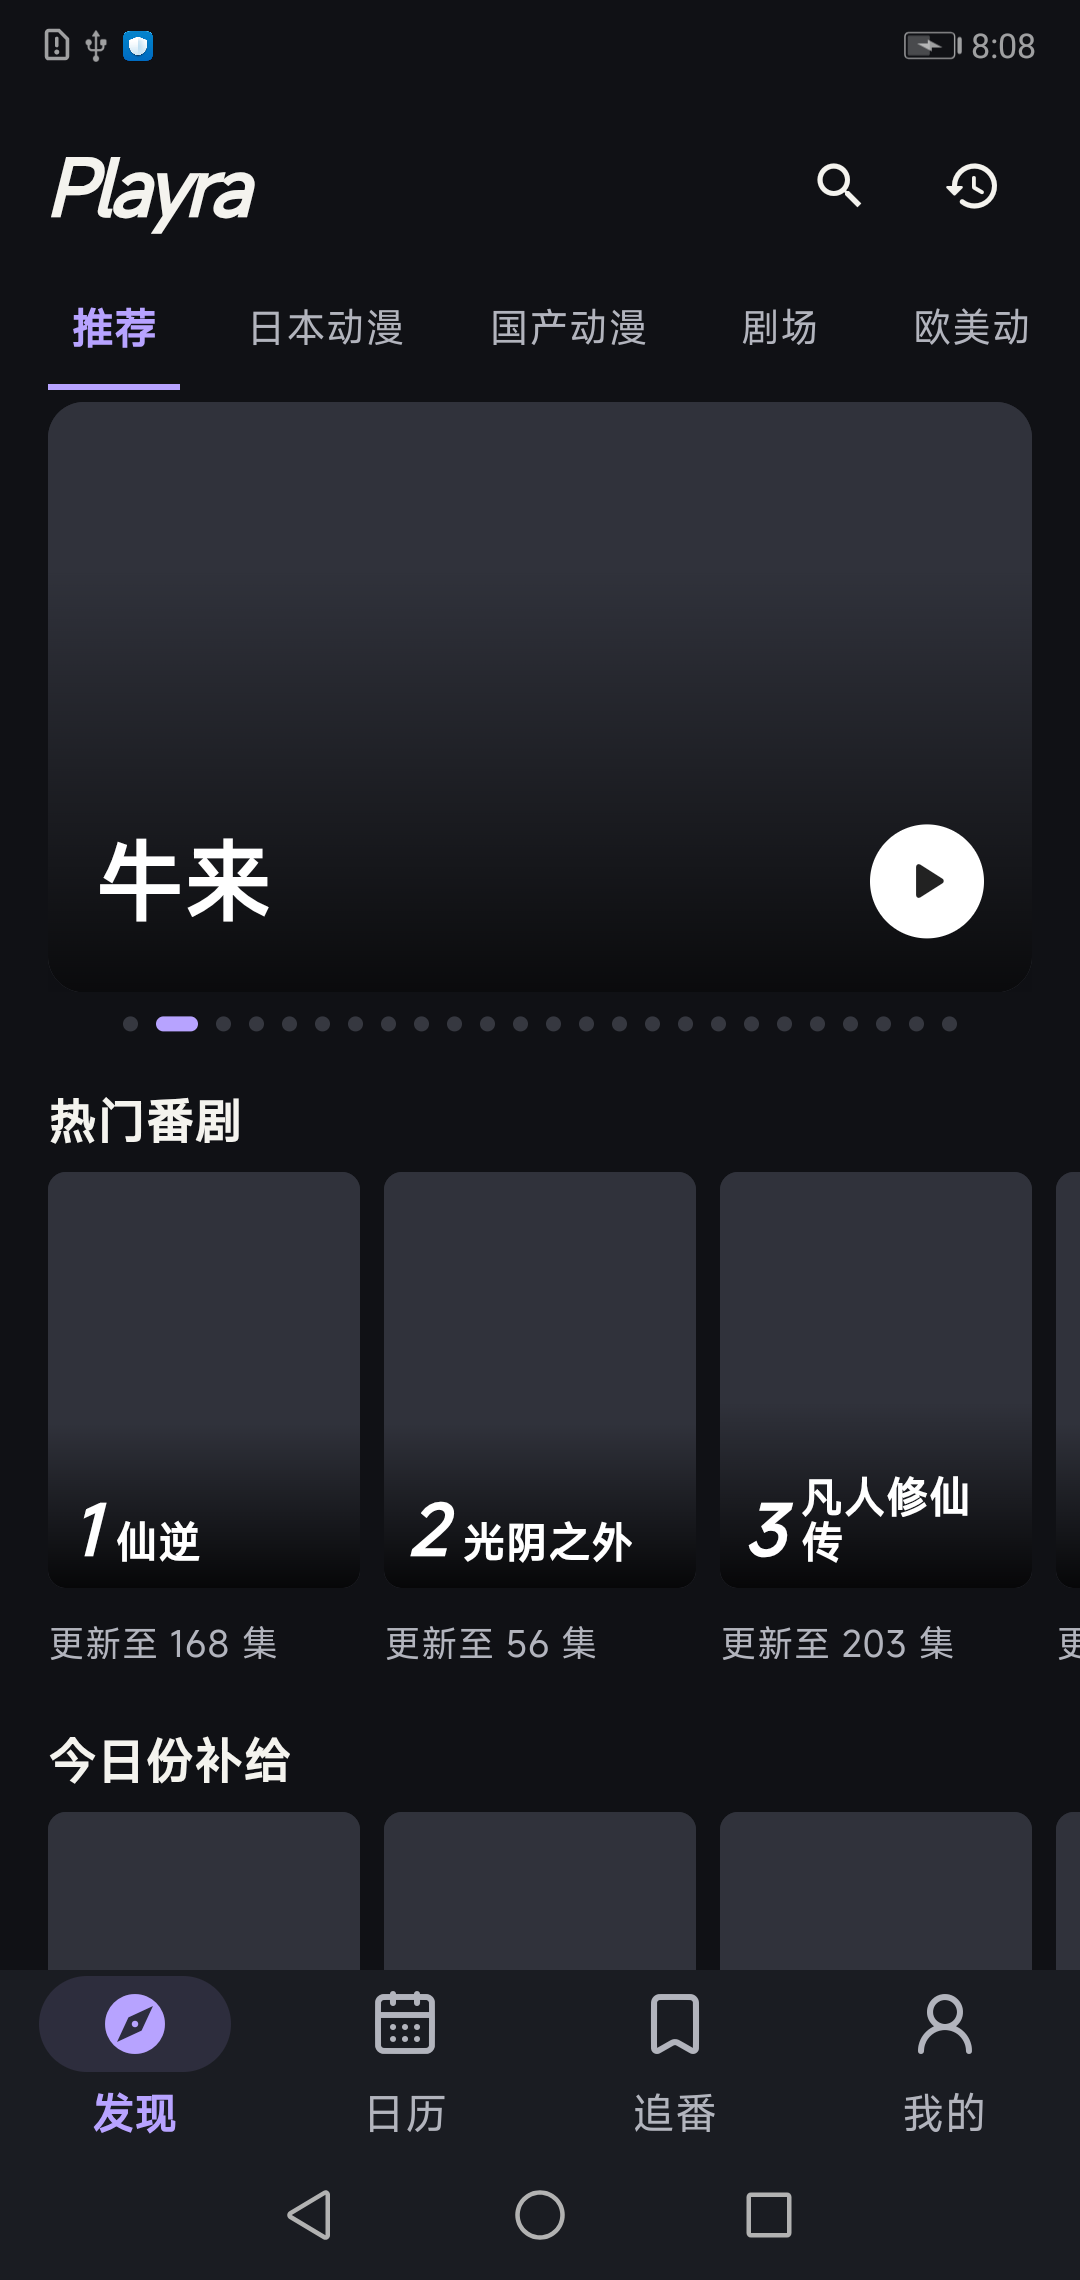 8:08
Playra
推荐 日本动漫 国产动漫 剧场 欧美动
牛来
热门番剧
1 仙逆
2 光阴之外
3 凡人修仙
传
更新至 168 集
更新至 56 集
更新至 203 集
今日份补给
发现 日历 追番 我的